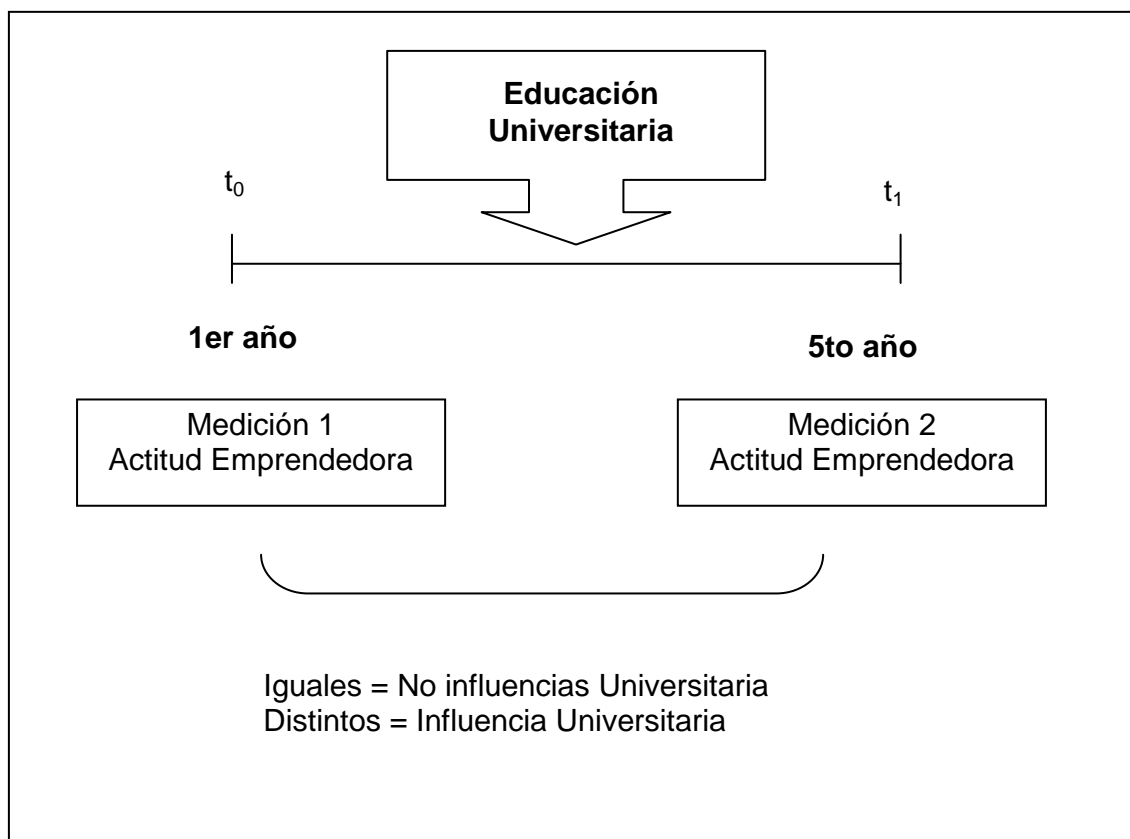 Educación
Universitaria
t₀
t₁
1er año
5to año
Medición 1
Actitud Emprendedora
Medición 2
Actitud Emprendedora
Iguales = No influencias Universitaria
Distintos = Influencia Universitaria